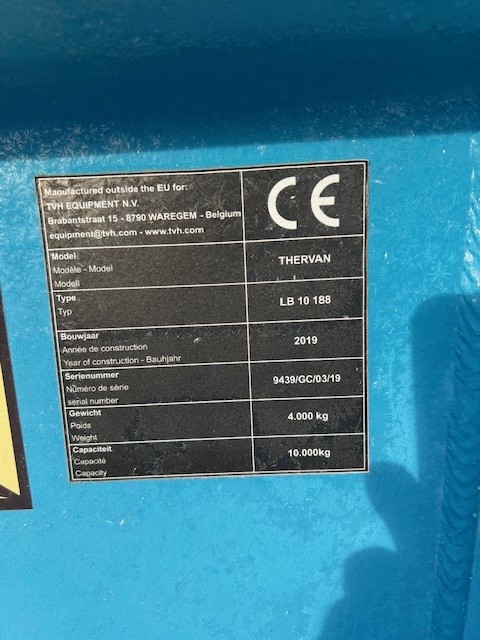 Manufactured outside the EU for:
TVH EQUIPMENT N.V.
Brabantstraat 15 - 8790 WAREGEM - Belgium
equipment@tvh.com - www.tvh.com
CE
Model
Modèle - Model
Modell
THERVAN
Type
Typ
LB 10 188
Bouwjaar
Année de construction
Year of construction - Bauhjahr
2019
Serienummer
Numéro de série
serial number
9439/GC/03/19
Gewicht
Poids
Weight
4.000 kg
Capaciteit
Capacité
Capacity
10.000kg